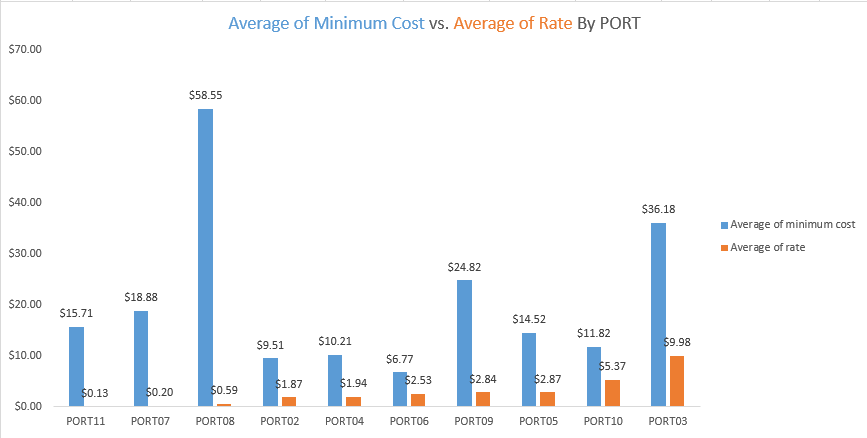 Average of Minimum Cost vs. Average of Rate By PORT
$70.00
$60.00
$50.00
$40.00
$30.00
$20.00
$10.00
$0.00
$15.71
$0.13
$18.88
$0.20
$58.55
$0.59
$9.51
$1.87
$10.21
$1.94
$6.77
$2.53
$24.82
$2.84
$14.52
$2.87
$11.82
$5.37
$36.18
$9.98
PORT11
PORT07
PORT08
PORT02
PORT04
PORT06
PORT09
PORT05
PORT10
PORT03
Average of minimum cost
Average of rate